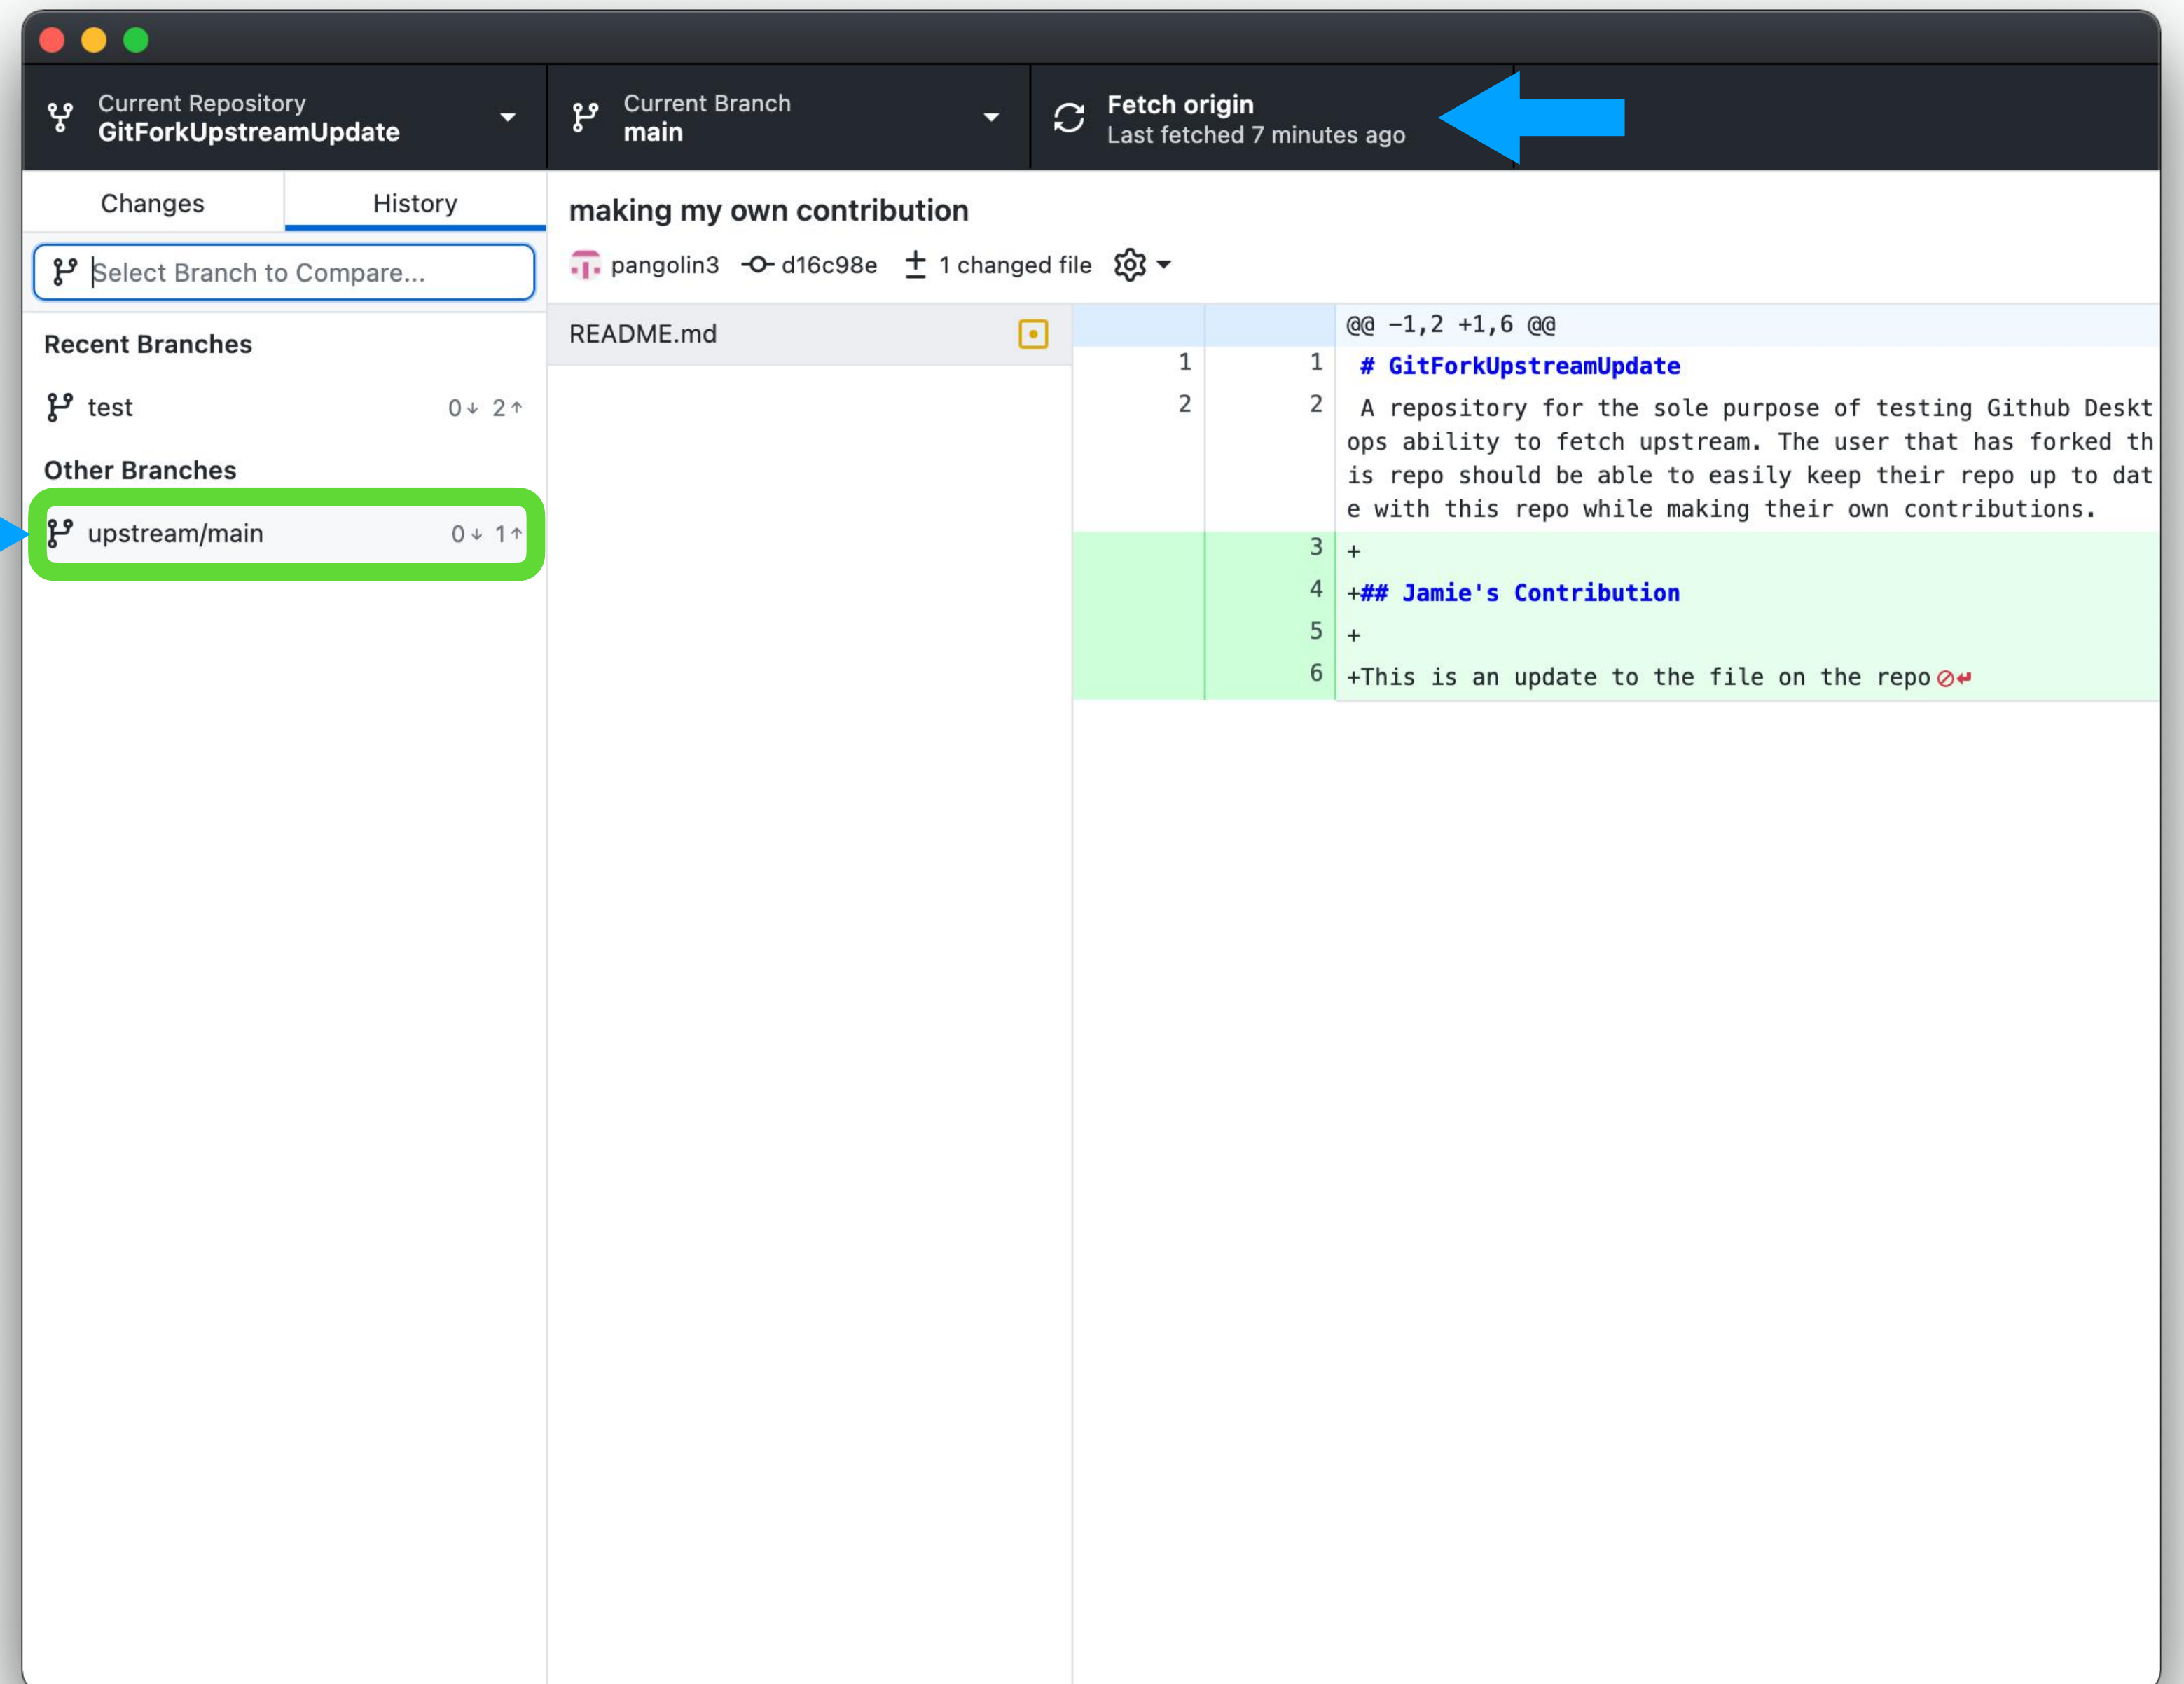 Current Repository
GitForkUpstreamUpdate
Current Branch
main
Fetch origin
Last fetched 7 minutes ago
Changes
History
Select Branch to Compare...
Recent Branches
test 0↓ 2↑
Other Branches
upstream/main 0↓ 1↑
making my own contribution
pangolin3 d16c98e ± 1 changed file
README.md
@@ -1,2 +1,6 @@
1 1 # GitForkUpstreamUpdate
2 2 A repository for the sole purpose of testing Github Deskt
ops ability to fetch upstream. The user that has forked th
is repo should be able to easily keep their repo up to dat
e with this repo while making their own contributions.
3 +
4 +## Jamie's Contribution
5 +
6 +This is an update to the file on the repo